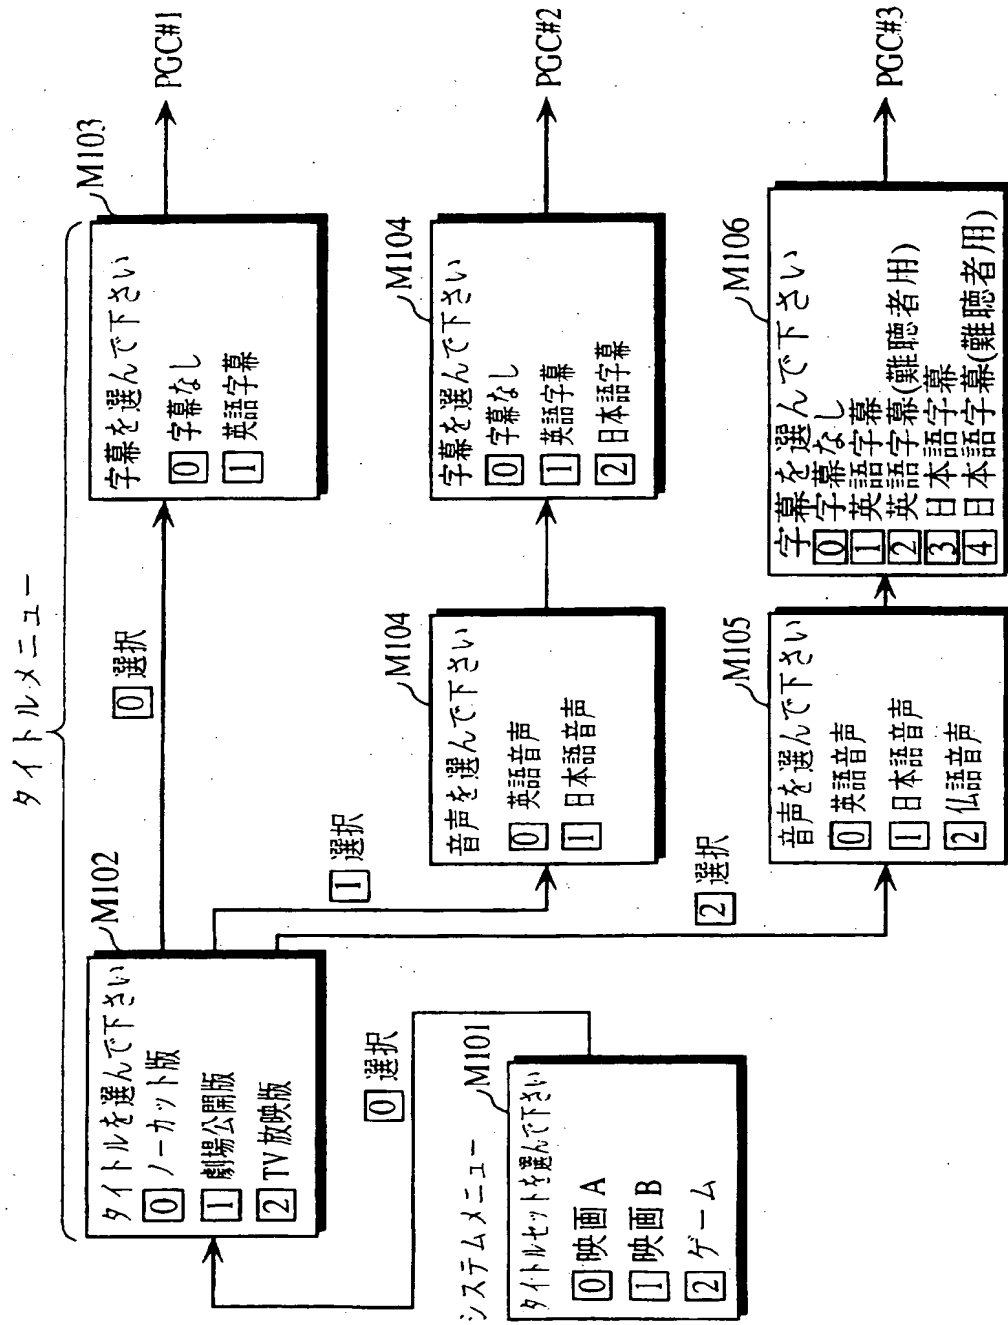 タイトルメニュー
システムメニュー
M101
タイトルセットを選んで下さい
0 映画 A
1 映画 B
2 ゲーム
0 選択
M102
タイトルを選んで下さい
0 ノーカット版
1 劇場公開版
2 TV放映版
0 選択
M103
字幕を選んで下さい
0 字幕なし
1 英語字幕
PGC#1
1 選択
M104
音声を選んで下さい
0 英語音声
1 日本語音声
M104
字幕を選んで下さい
0 字幕なし
1 英語字幕
2 日本語字幕
PGC#2
2 選択
M105
音声を選んで下さい
0 英語音声
1 日本語音声
2 仏語音声
M106
字幕を選んで下さい
0 字幕なし
1 英語字幕
2 英語字幕(難聴者用)
3 日本語字幕
4 日本語字幕(難聴者用)
PGC#3